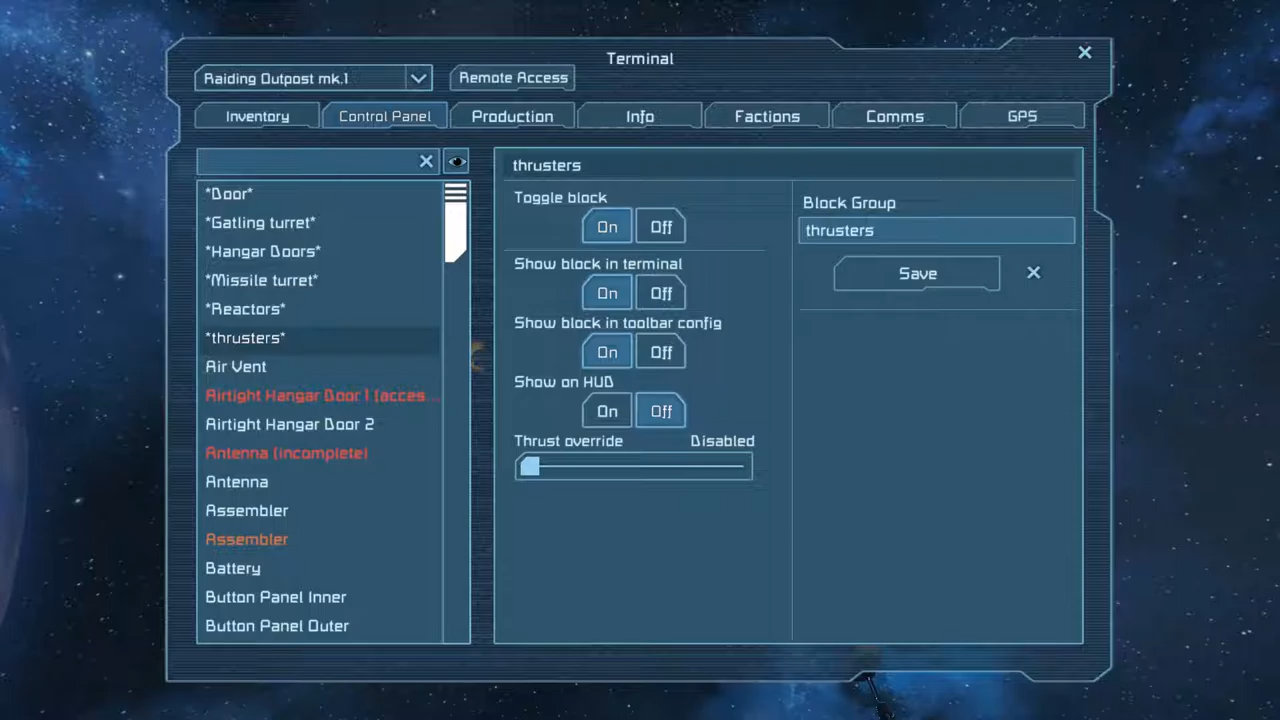 Terminal
Raiding Outpost mk.1
Remote Access
Inventory
Control Panel
Production
Info
Factions
Comms
GPS
*Door*
*Gatling turret*
*Hangar Doors*
*Missile turret*
*Reactors*
*thrusters*
Air Vent
Airtight Hangar Door 1 (acces...
Airtight Hangar Door 2
Antenna (incomplete)
Antenna
Assembler
Assembler
Battery
Button Panel Inner
Button Panel Outer
thrusters
Toggle block
On Off
Show block in terminal
On Off
Show block in toolbar config
On Off
Show on HUD
On Off
Thrust override Disabled
Block Group
thrusters
Save